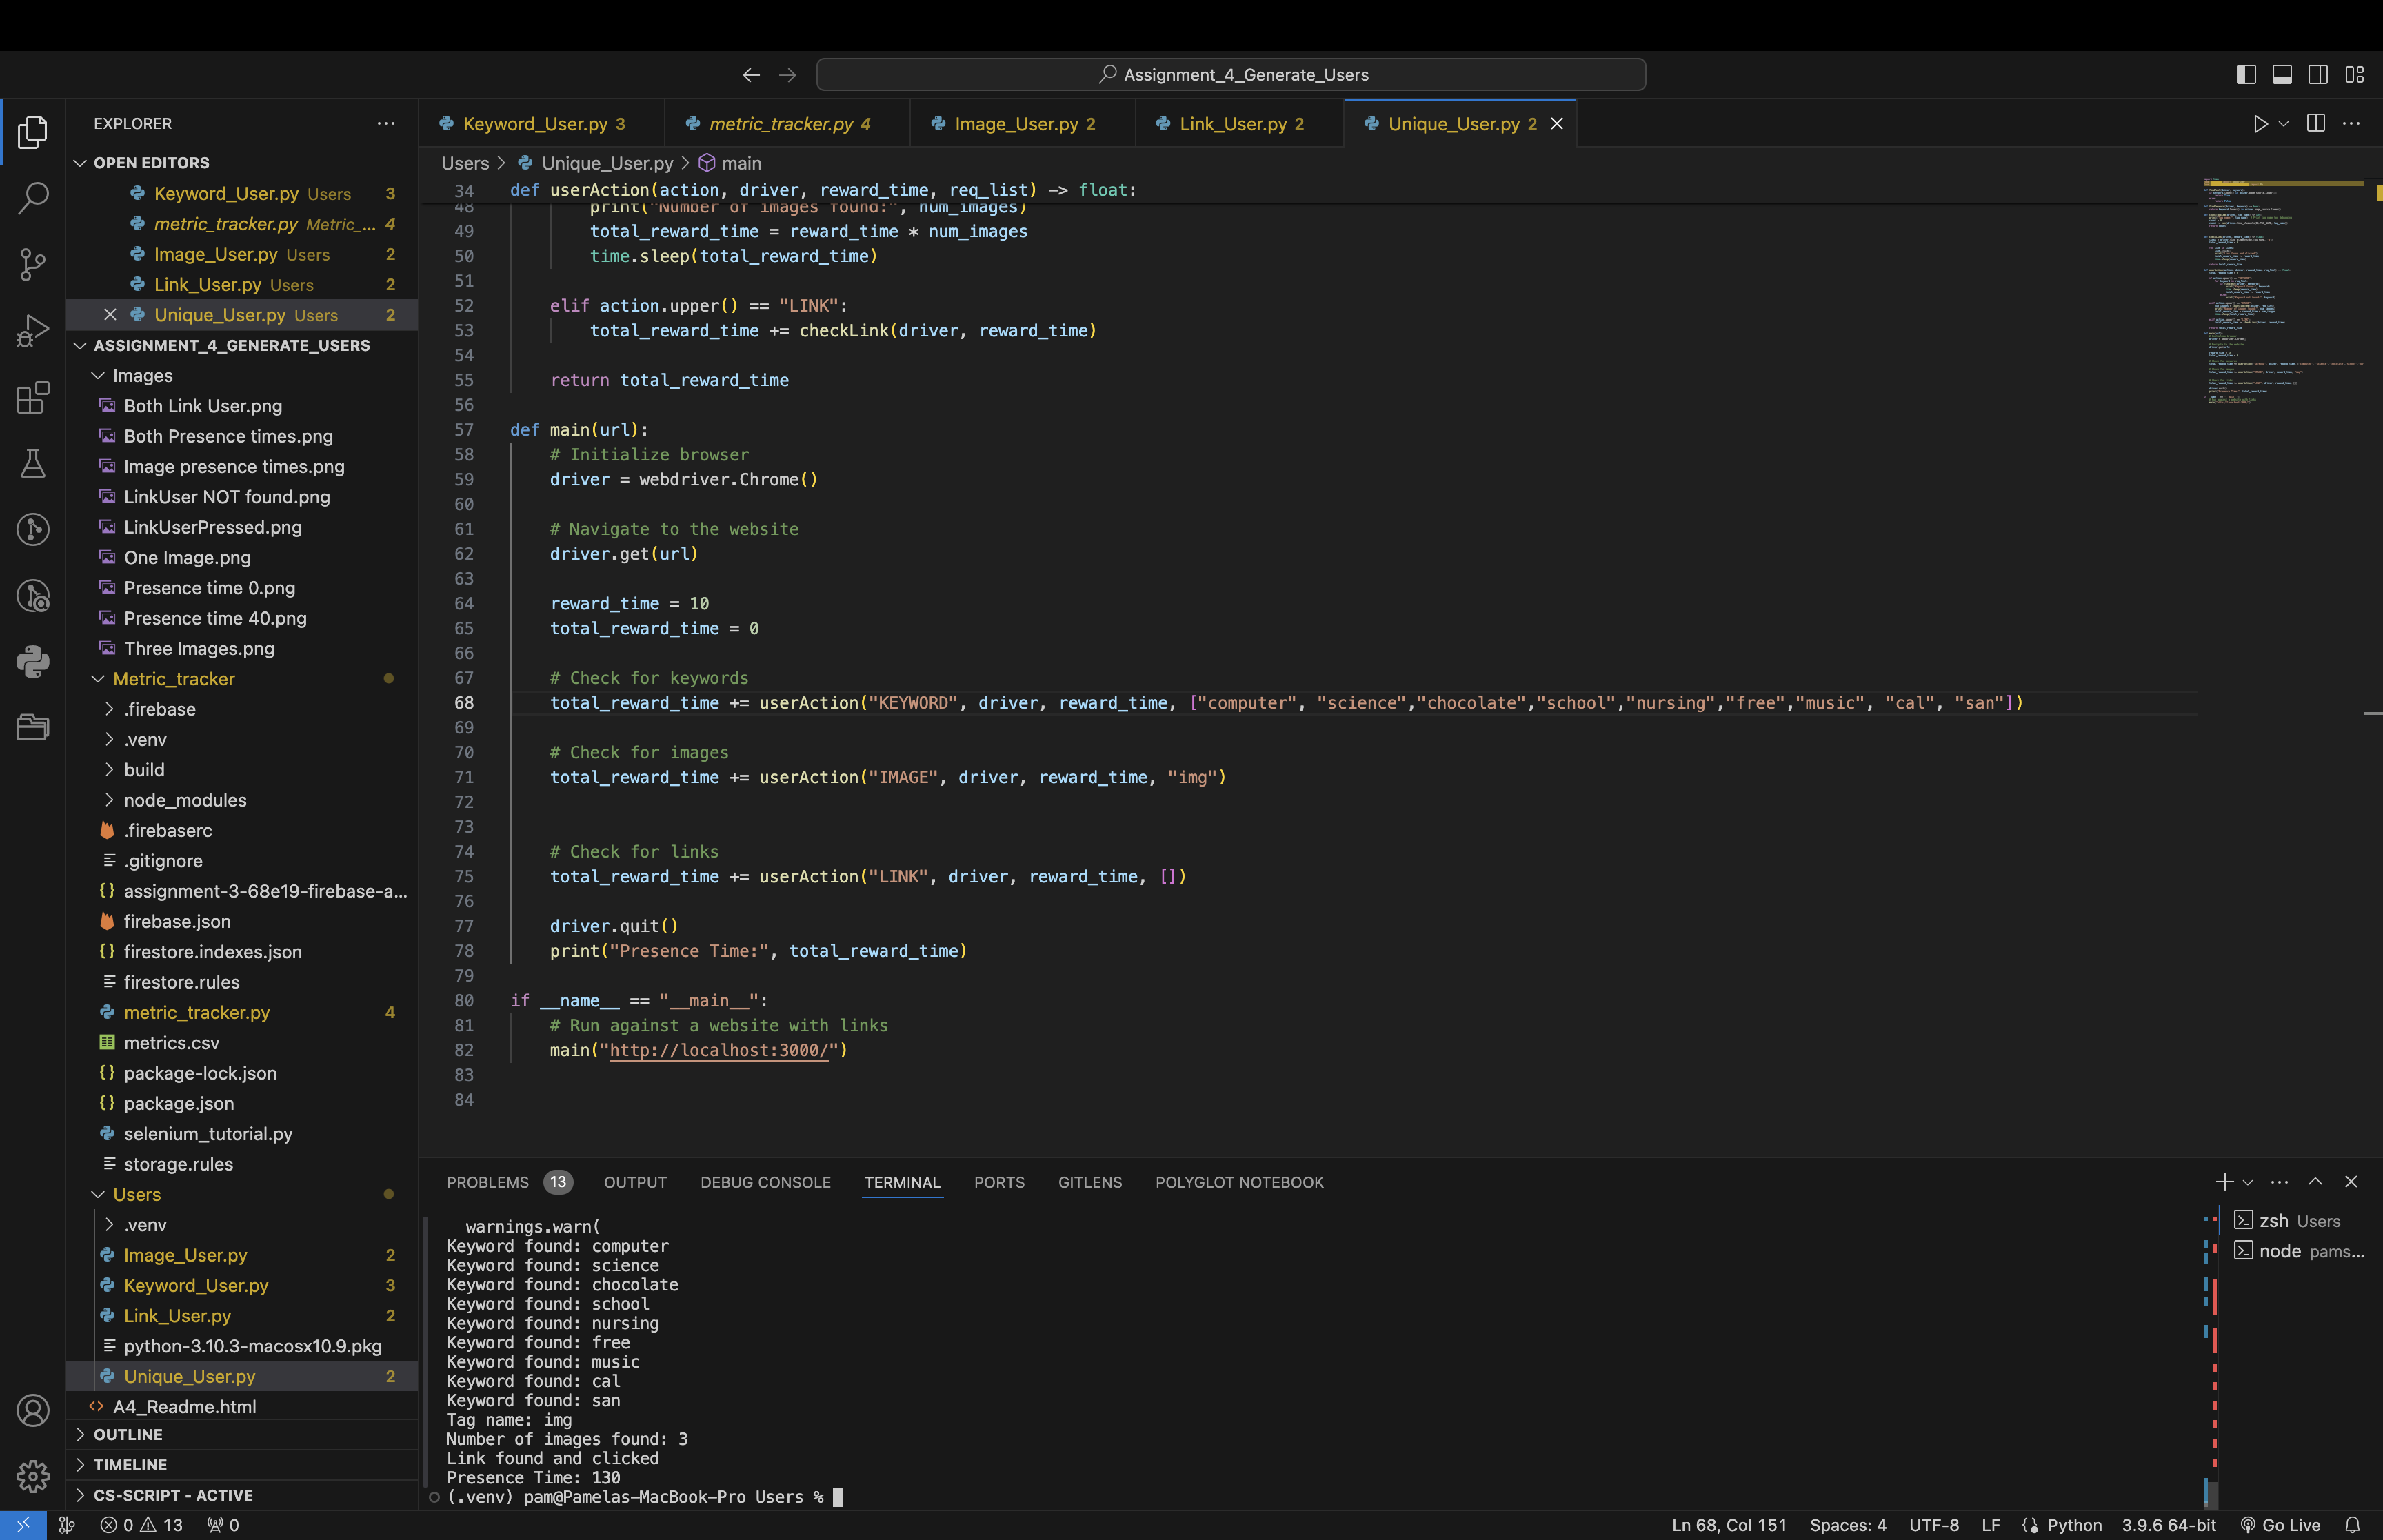 Assignment_4_Generate_Users
EXPLORER
OPEN EDITORS
Keyword_User.py Users 3
metric_tracker.py Metric_... 4
Image_User.py Users 2
Link_User.py Users 2
Unique_User.py Users 2
ASSIGNMENT_4_GENERATE_USERS
Images
Both Link User.png
Both Presence times.png
Image presence times.png
LinkUser NOT found.png
LinkUserPressed.png
One Image.png
Presence time 0.png
Presence time 40.png
Three Images.png
Metric_tracker
.firebase
.venv
build
node_modules
.firebaserc
.gitignore
assignment-3-68e19-firebase-a...
firebase.json
firestore.indexes.json
firestore.rules
metric_tracker.py 4
metrics.csv
package-lock.json
package.json
selenium_tutorial.py
storage.rules
Users
.venv
Image_User.py 2
Keyword_User.py 3
Link_User.py 2
python-3.10.3-macosx10.9.pkg
Unique_User.py 2
A4_Readme.html
OUTLINE
TIMELINE
CS-SCRIPT - ACTIVE
Keyword_User.py 3 metric_tracker.py 4 Image_User.py 2 Link_User.py 2 Unique_User.py 2
Users > Unique_User.py > main
34 def userAction(action, driver, reward_time, req_list) -> float:
48 print("Number of images found:", num_images)
49 total_reward_time = reward_time * num_images
50 time.sleep(total_reward_time)
51
52 elif action.upper() == "LINK":
53 total_reward_time += checkLink(driver, reward_time)
54
55 return total_reward_time
56
57 def main(url):
58 # Initialize browser
59 driver = webdriver.Chrome()
60
61 # Navigate to the website
62 driver.get(url)
63
64 reward_time = 10
65 total_reward_time = 0
66
67 # Check for keywords
68 total_reward_time += userAction("KEYWORD", driver, reward_time, ["computer", "science","chocolate","school","nursing","free","music", "cal", "san"])
69
70 # Check for images
71 total_reward_time += userAction("IMAGE", driver, reward_time, "img")
72
73
74 # Check for links
75 total_reward_time += userAction("LINK", driver, reward_time, [])
76
77 driver.quit()
78 print("Presence Time:", total_reward_time)
79
80 if __name__ == "__main__":
81 # Run against a website with links
82 main("http://localhost:3000/")
83
84
PROBLEMS 13 OUTPUT DEBUG CONSOLE TERMINAL PORTS GITLENS POLYGLOT NOTEBOOK
warnings.warn(
Keyword found: computer
Keyword found: science
Keyword found: chocolate
Keyword found: school
Keyword found: nursing
Keyword found: free
Keyword found: music
Keyword found: cal
Keyword found: san
Tag name: img
Number of images found: 3
Link found and clicked
Presence Time: 130
(.venv) pam@Pamelas-MacBook-Pro Users %
zsh Users
node pams...
0 13 0 Ln 68, Col 151 Spaces: 4 UTF-8 LF Python 3.9.6 64-bit Go Live